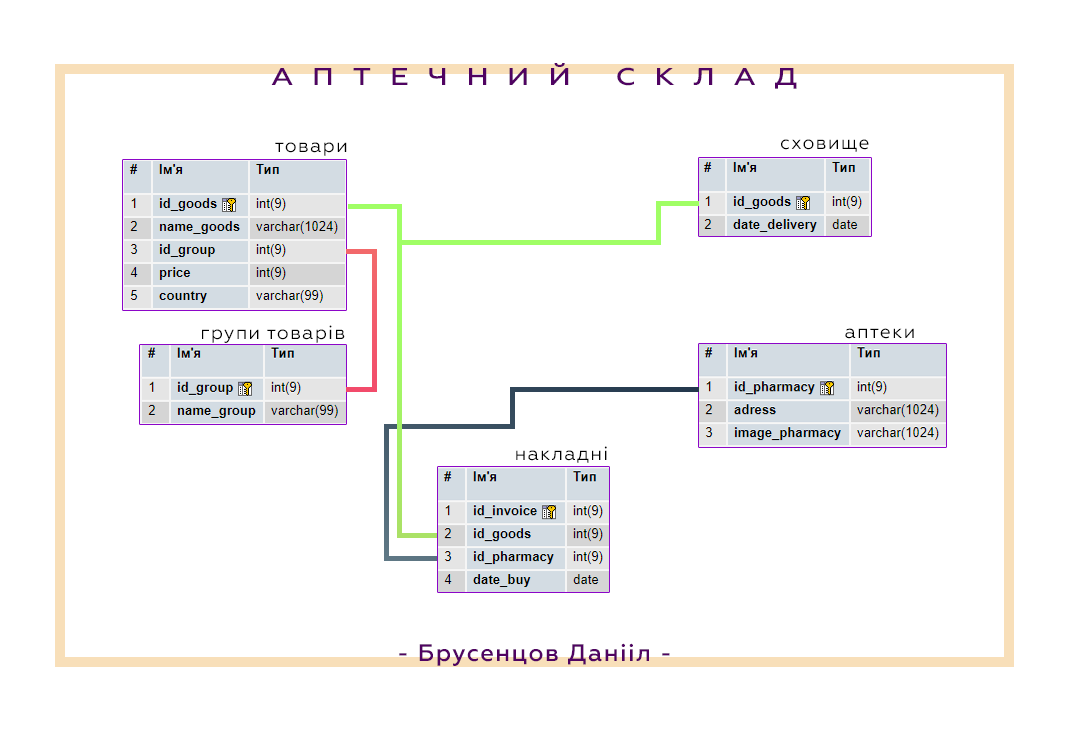 АПТЕЧНИЙ СКЛАД
товари
# Ім'я Тип
1 id_goods int(9)
2 name_goods varchar(1024)
3 id_group int(9)
4 price int(9)
5 country varchar(99)
сховище
# Ім'я Тип
1 id_goods int(9)
2 date_delivery date
групи товарів
# Ім'я Тип
1 id_group int(9)
2 name_group varchar(99)
аптеки
# Ім'я Тип
1 id_pharmacy int(9)
2 adress varchar(1024)
3 image_pharmacy varchar(1024)
накладні
# Ім'я Тип
1 id_invoice int(9)
2 id_goods int(9)
3 id_pharmacy int(9)
4 date_buy date
- Брусенцов Данііл -